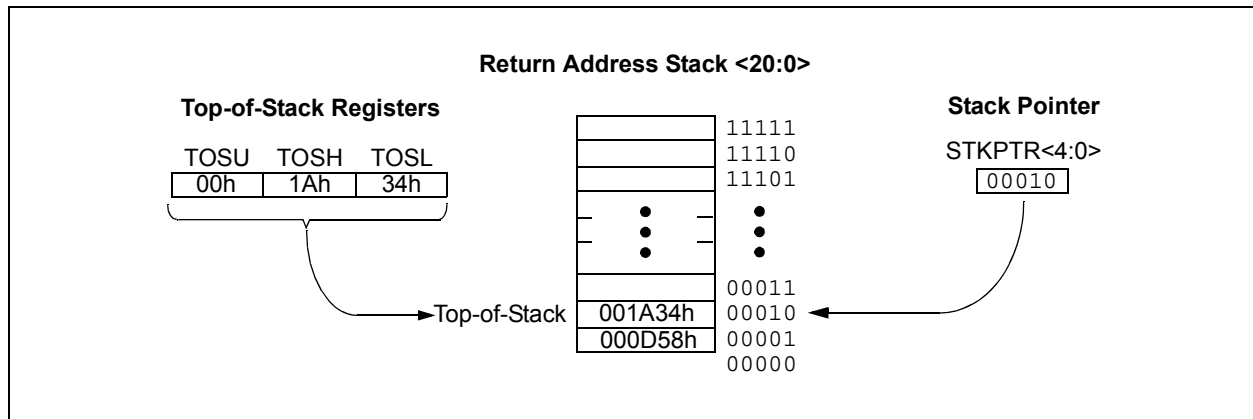 Return Address Stack <20:0>
Top-of-Stack Registers
Stack Pointer
TOSU TOSH TOSL
STKPTR<4:0>
00h 1Ah 34h
00010
11111
11110
11101
00011
Top-of-Stack 001A34h 00010
000D58h 00001
00000